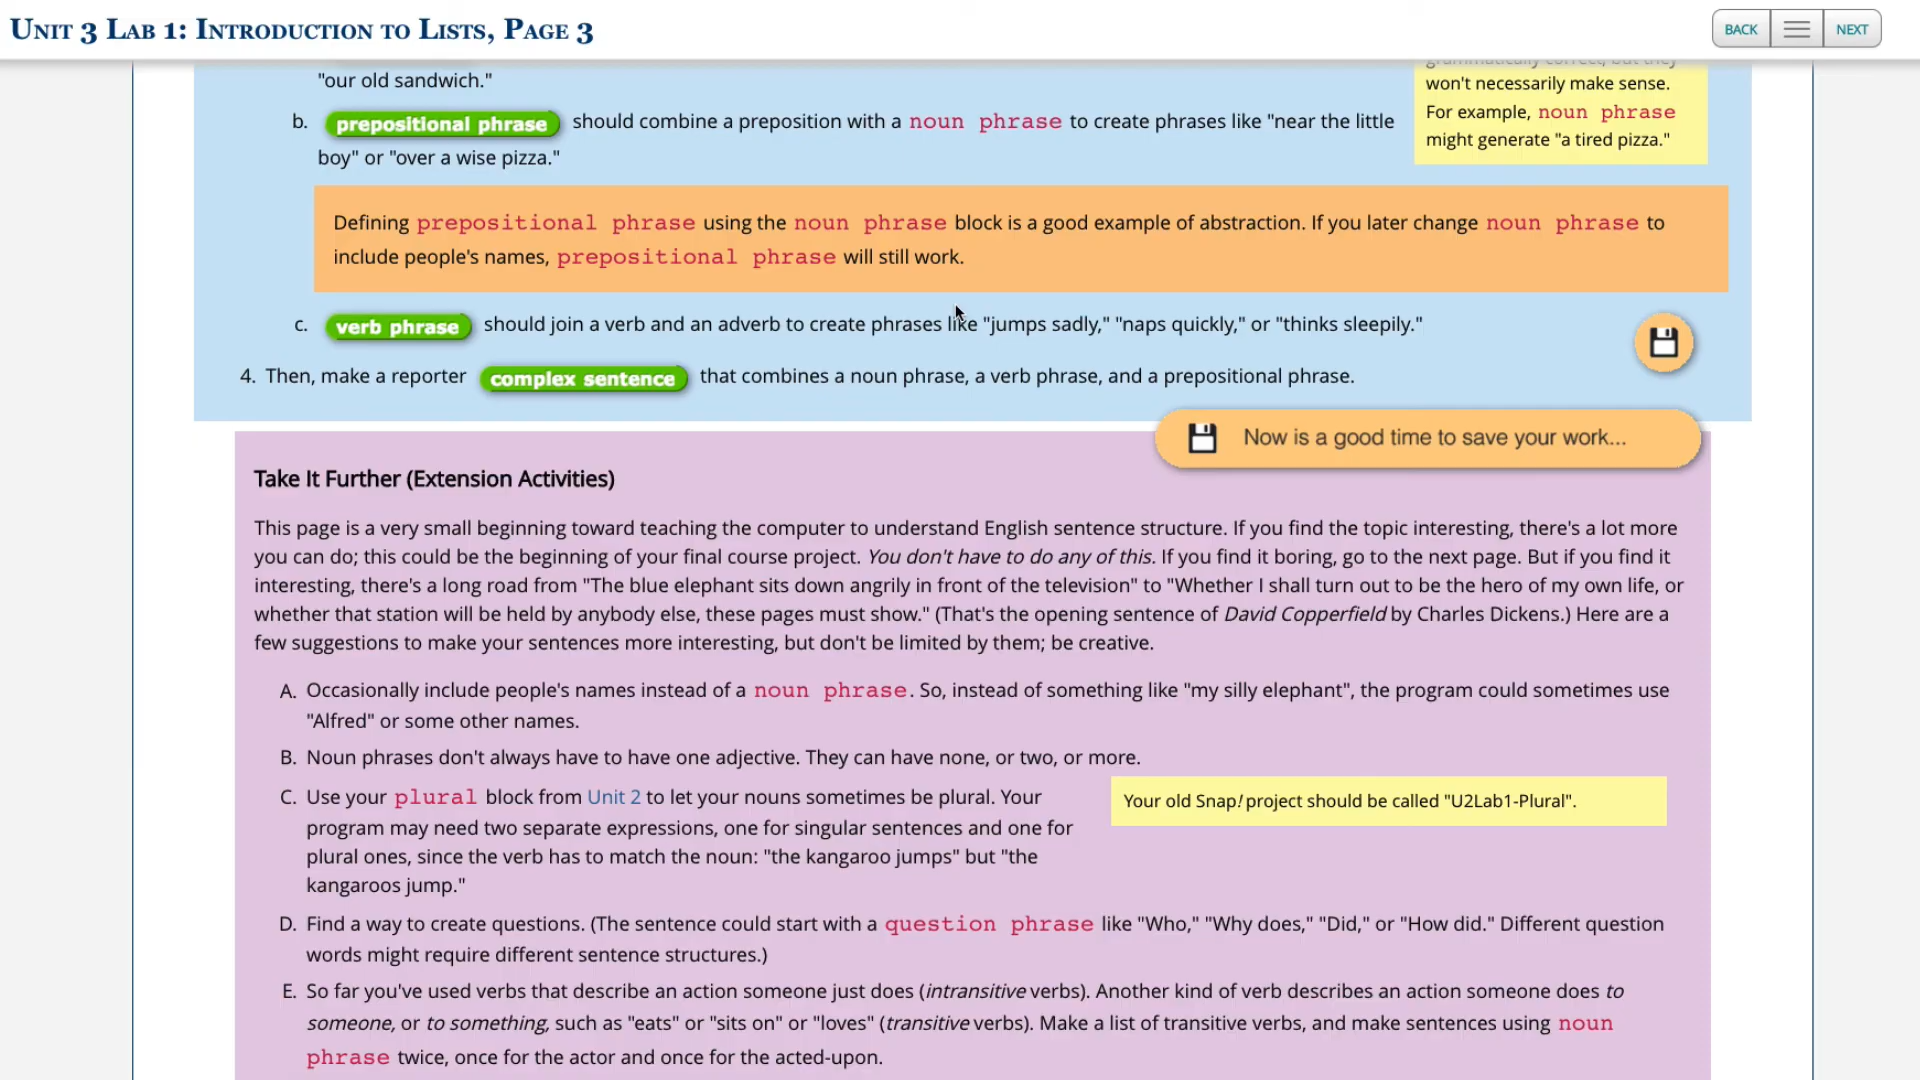 Unit 3 Lab 1: Introduction to Lists, Page 3
BACK
NEXT
"our old sandwich."
grammatically correct, but they
won't necessarily make sense.
For example, noun phrase
might generate "a tired pizza."
b. prepositional phrase should combine a preposition with a noun phrase to create phrases like "near the little
boy" or "over a wise pizza."
Defining prepositional phrase using the noun phrase block is a good example of abstraction. If you later change noun phrase to
include people's names, prepositional phrase will still work.
c. verb phrase should join a verb and an adverb to create phrases like "jumps sadly," "naps quickly," or "thinks sleepily."
4. Then, make a reporter complex sentence that combines a noun phrase, a verb phrase, and a prepositional phrase.
Now is a good time to save your work...
Take It Further (Extension Activities)
This page is a very small beginning toward teaching the computer to understand English sentence structure. If you find the topic interesting, there's a lot more
you can do; this could be the beginning of your final course project. You don't have to do any of this. If you find it boring, go to the next page. But if you find it
interesting, there's a long road from "The blue elephant sits down angrily in front of the television" to "Whether I shall turn out to be the hero of my own life, or
whether that station will be held by anybody else, these pages must show." (That's the opening sentence of David Copperfield by Charles Dickens.) Here are a
few suggestions to make your sentences more interesting, but don't be limited by them; be creative.
A. Occasionally include people's names instead of a noun phrase. So, instead of something like "my silly elephant", the program could sometimes use
"Alfred" or some other names.
B. Noun phrases don't always have to have one adjective. They can have none, or two, or more.
C. Use your plural block from Unit 2 to let your nouns sometimes be plural. Your
program may need two separate expressions, one for singular sentences and one for
plural ones, since the verb has to match the noun: "the kangaroo jumps" but "the
kangaroos jump."
Your old Snap! project should be called "U2Lab1-Plural".
D. Find a way to create questions. (The sentence could start with a question phrase like "Who," "Why does," "Did," or "How did." Different question
words might require different sentence structures.)
E. So far you've used verbs that describe an action someone just does (intransitive verbs). Another kind of verb describes an action someone does to
someone, or to something, such as "eats" or "sits on" or "loves" (transitive verbs). Make a list of transitive verbs, and make sentences using noun
phrase twice, once for the actor and once for the acted-upon.